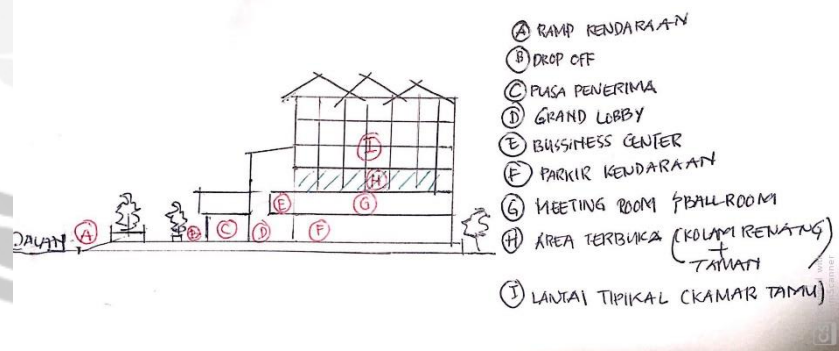 JALAN
A
B
C
D
E
F
G
H
I
Ⓐ RAMP KENDARAAN
Ⓑ DROP OFF
Ⓒ PUSA PENERIMA
Ⓓ GRAND LOBBY
Ⓔ BUSSINESS CENTER
Ⓕ PARKIR KENDARAAN
Ⓖ MEETING ROOM & BALLROOM
Ⓗ AREA TERBUKA (KOLAM RENANG
+
TAMAN)
Ⓘ LANTAI TIPIKAL (KAMAR TAMU)